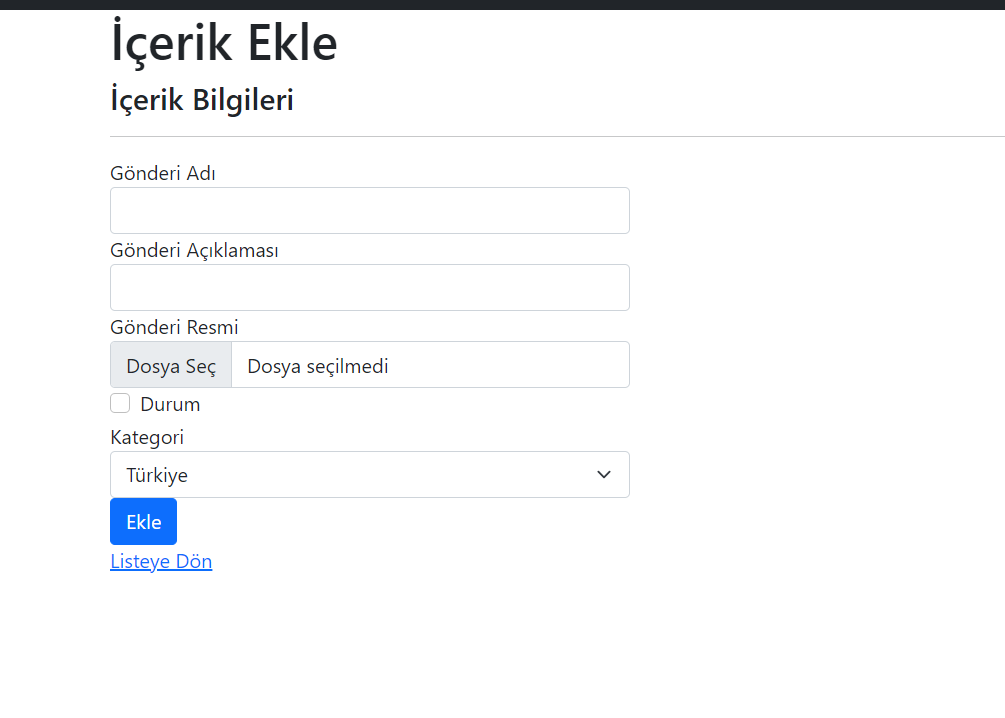 İçerik Ekle
İçerik Bilgileri
Gönderi Adı
Gönderi Açıklaması
Gönderi Resmi
Dosya Seç Dosya seçilmedi
Durum
Kategori
Türkiye
Ekle
Listeye Dön